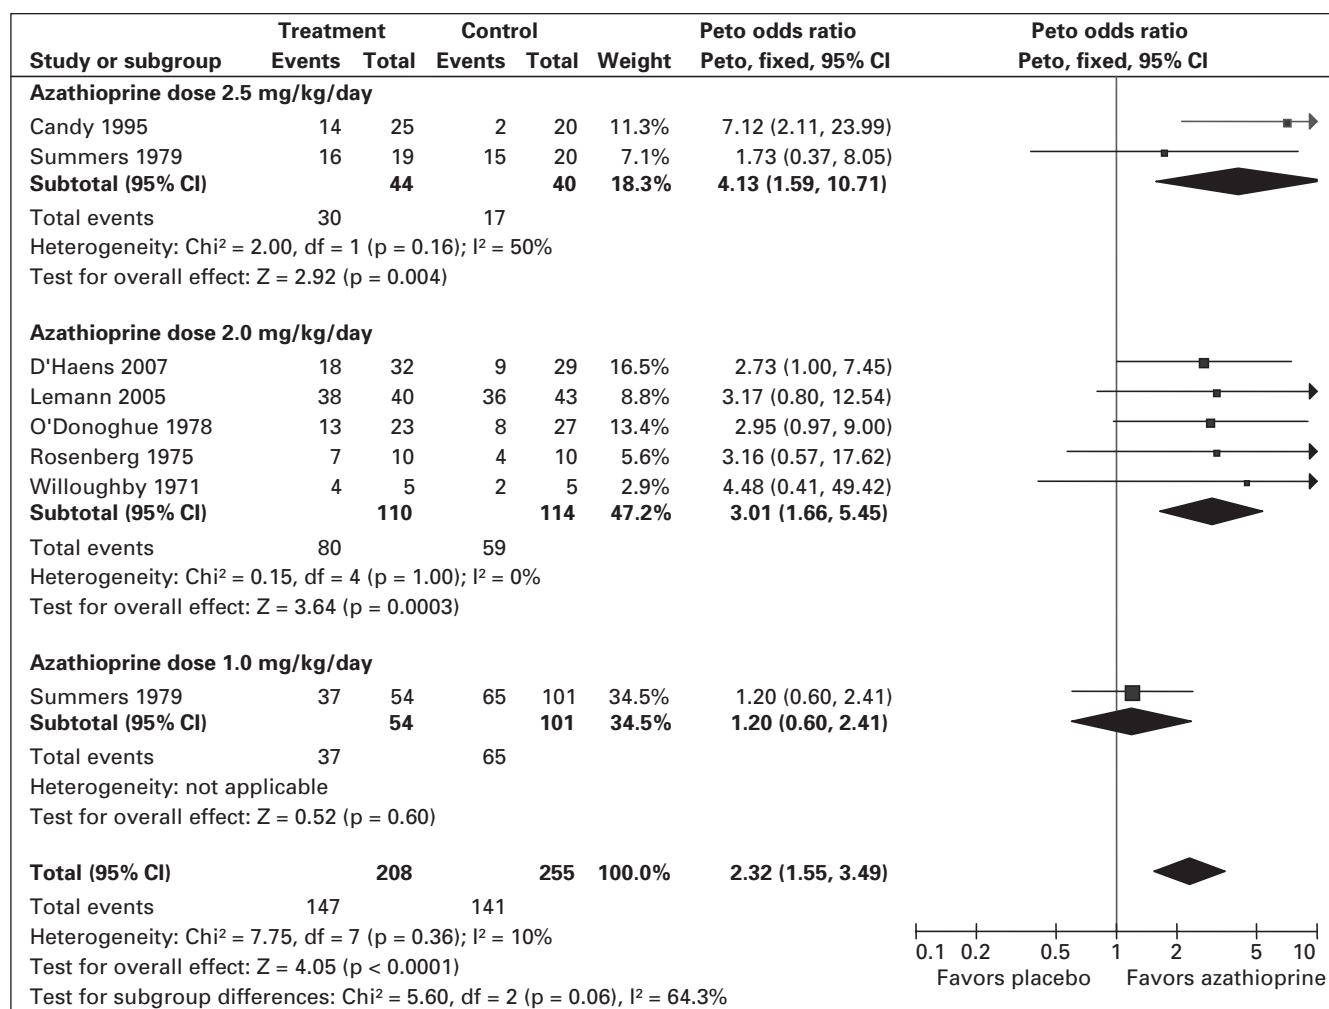 Treatment Control Peto odds ratio Peto odds ratio
Study or subgroup Events Total Events Total Weight Peto, fixed, 95% CI Peto, fixed, 95% CI
Azathioprine dose 2.5 mg/kg/day
Candy 1995 14 25 2 20 11.3% 7.12 (2.11, 23.99)
Summers 1979 16 19 15 20 7.1% 1.73 (0.37, 8.05)
Subtotal (95% CI) 44 40 18.3% 4.13 (1.59, 10.71)
Total events 30 17
Heterogeneity: Chi² = 2.00, df = 1 (p = 0.16); I² = 50%
Test for overall effect: Z = 2.92 (p = 0.004)
Azathioprine dose 2.0 mg/kg/day
D'Haens 2007 18 32 9 29 16.5% 2.73 (1.00, 7.45)
Lemann 2005 38 40 36 43 8.8% 3.17 (0.80, 12.54)
O'Donoghue 1978 13 23 8 27 13.4% 2.95 (0.97, 9.00)
Rosenberg 1975 7 10 4 10 5.6% 3.16 (0.57, 17.62)
Willoughby 1971 4 5 2 5 2.9% 4.48 (0.41, 49.42)
Subtotal (95% CI) 110 114 47.2% 3.01 (1.66, 5.45)
Total events 80 59
Heterogeneity: Chi² = 0.15, df = 4 (p = 1.00); I² = 0%
Test for overall effect: Z = 3.64 (p = 0.0003)
Azathioprine dose 1.0 mg/kg/day
Summers 1979 37 54 65 101 34.5% 1.20 (0.60, 2.41)
Subtotal (95% CI) 54 101 34.5% 1.20 (0.60, 2.41)
Total events 37 65
Heterogeneity: not applicable
Test for overall effect: Z = 0.52 (p = 0.60)
Total (95% CI) 208 255 100.0% 2.32 (1.55, 3.49)
Total events 147 141
Heterogeneity: Chi² = 7.75, df = 7 (p = 0.36); I² = 10%
Test for overall effect: Z = 4.05 (p < 0.0001)
Test for subgroup differences: Chi² = 5.60, df = 2 (p = 0.06), I² = 64.3%
0.1 0.2 0.5 1 2 5 10
Favors placebo Favors azathioprine